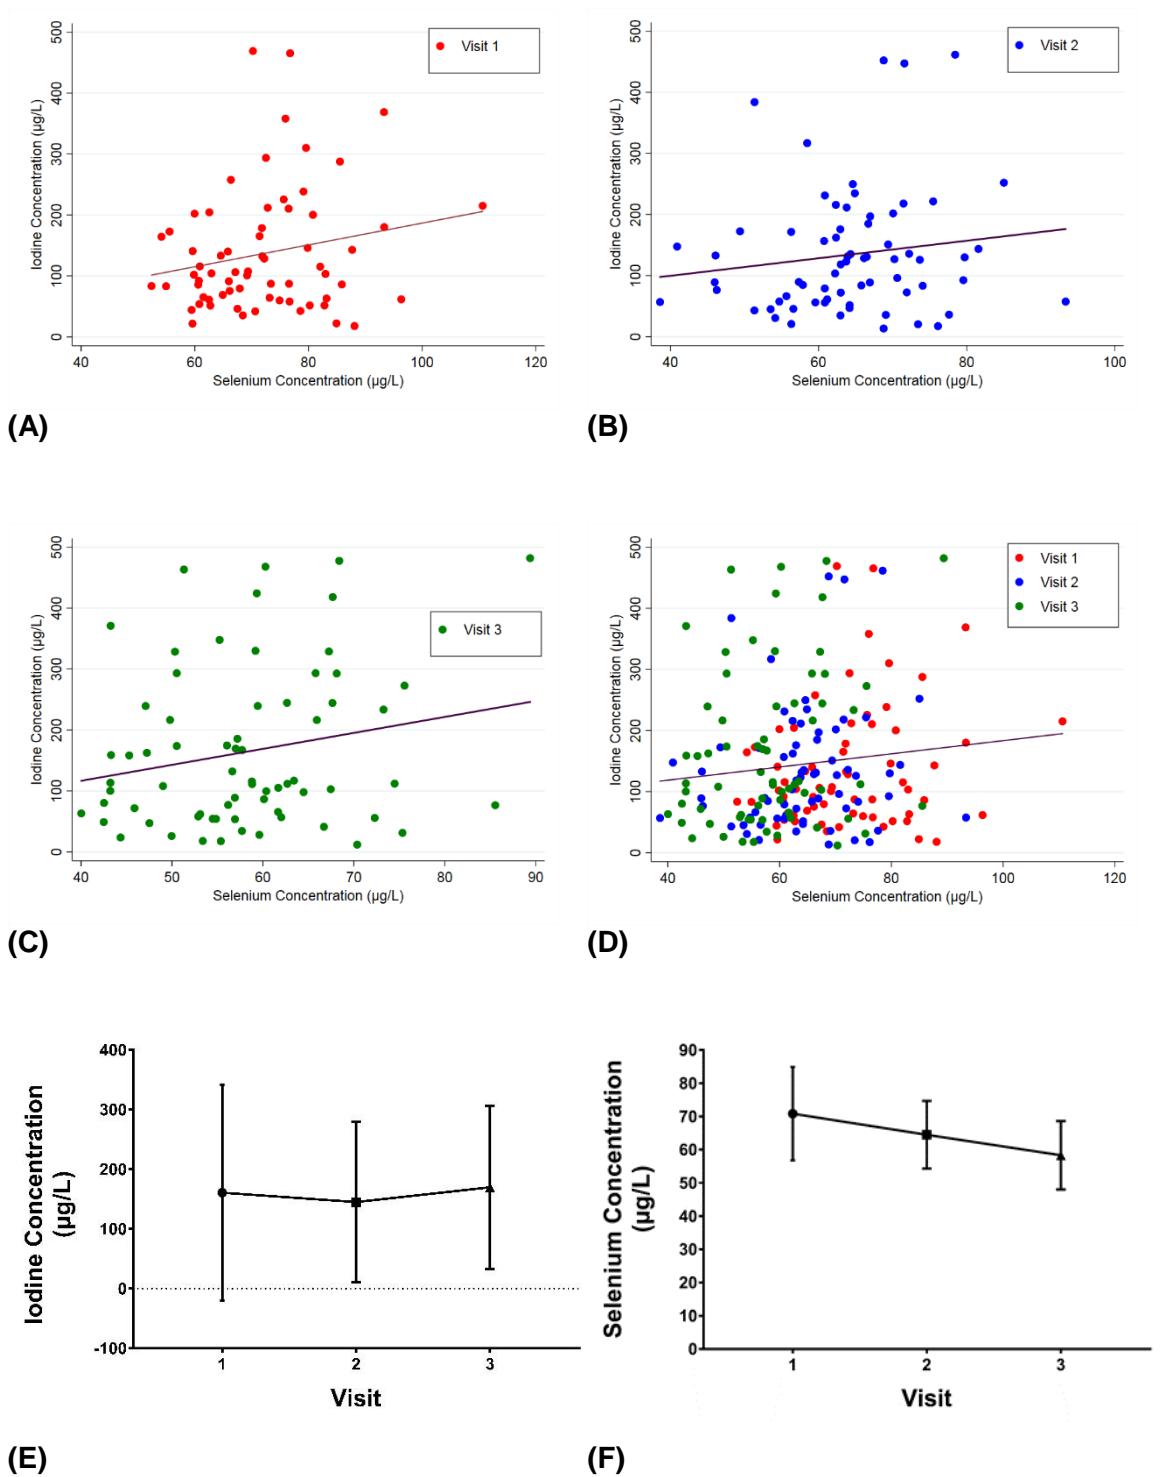 500
400
300
200
100
0
Iodine Concentration (µg/L)
Visit 1
40 60 80 100 120
Selenium Concentration (µg/L)
(A)
500
400
300
200
100
0
Iodine Concentration (µg/L)
Visit 2
40 60 80 100
Selenium Concentration (µg/L)
(B)
500
400
300
200
100
0
Iodine Concentration (µg/L)
Visit 3
40 50 60 70 80 90
Selenium Concentration (µg/L)
(C)
500
400
300
200
100
0
Iodine Concentration (µg/L)
Visit 1
Visit 2
Visit 3
40 60 80 100 120
Selenium Concentration (µg/L)
(D)
400
300
200
100
0
-100
Iodine Concentration
(µg/L)
1 2 3
Visit
(E)
90
80
70
60
50
40
30
20
10
0
Selenium Concentration
(µg/L)
1 2 3
Visit
(F)